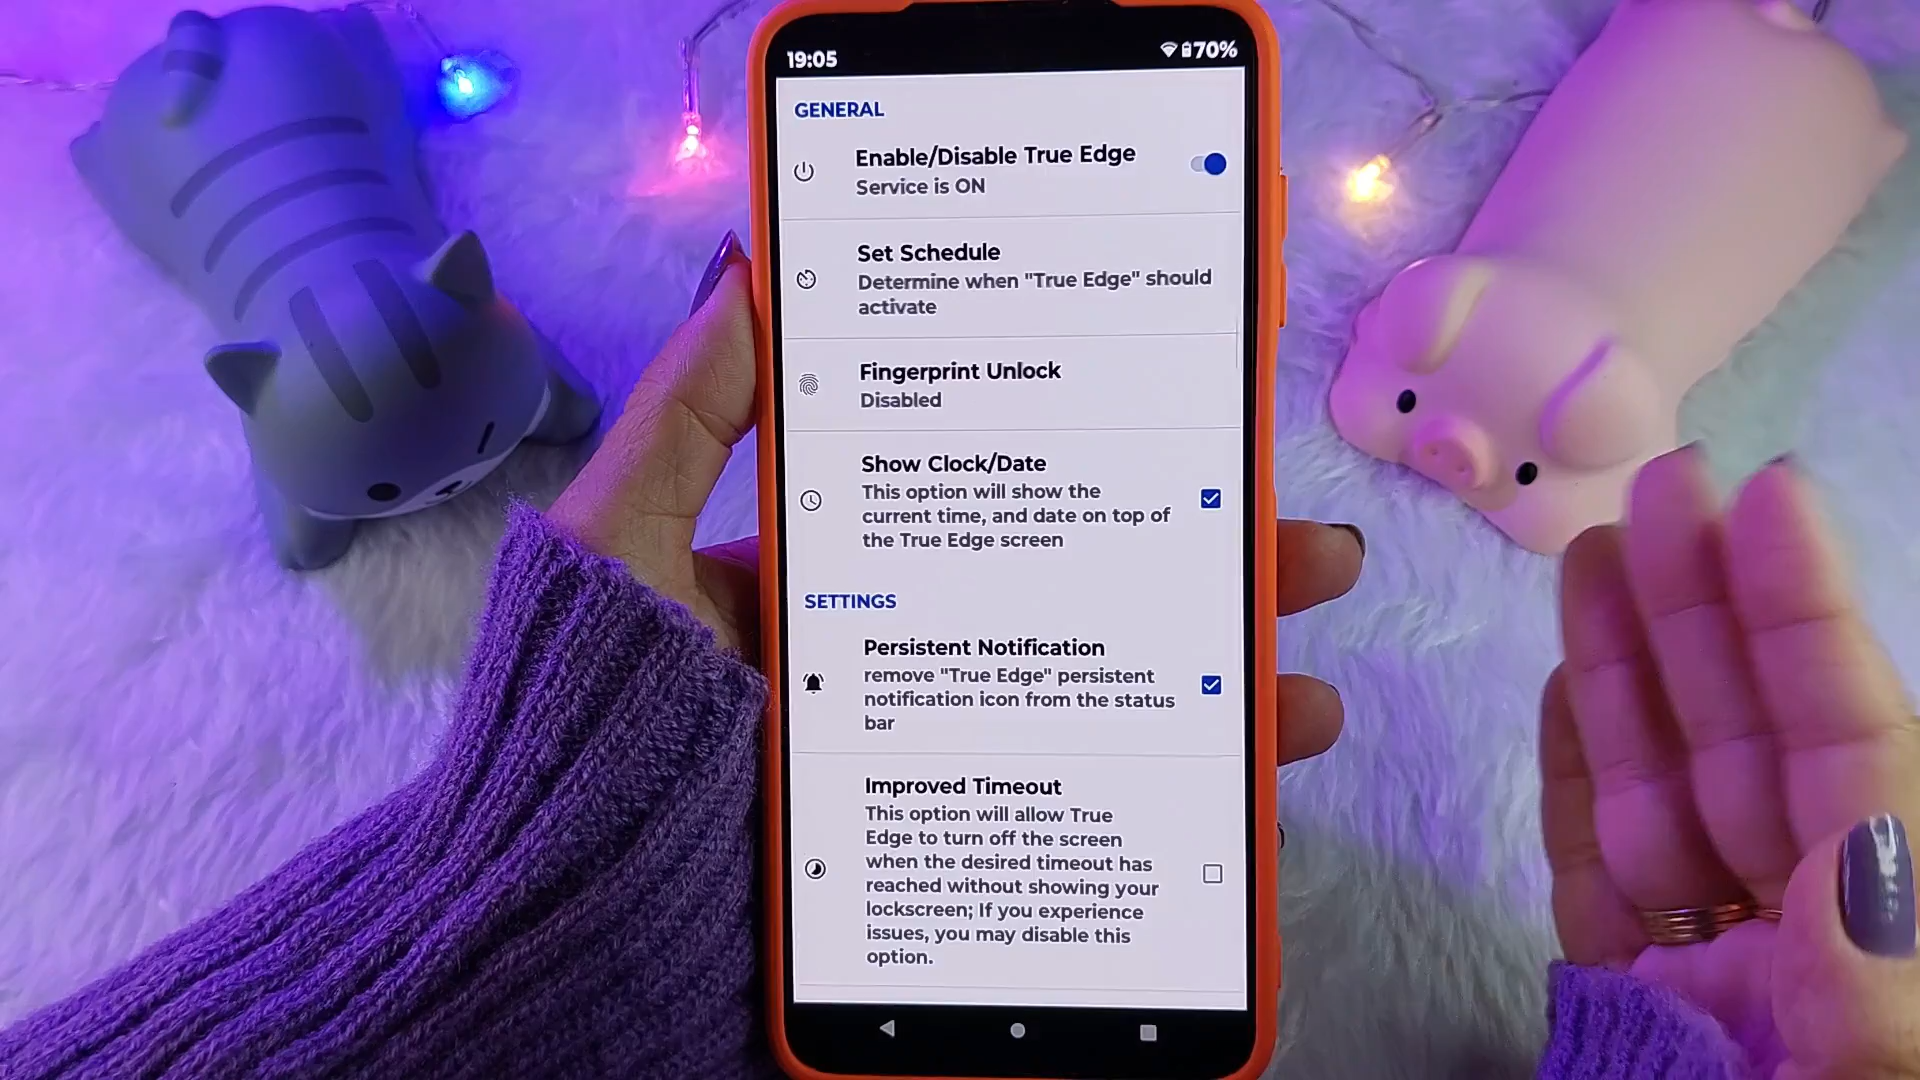 19:05
70%
GENERAL
Enable/Disable True Edge
Service is ON
Set Schedule
Determine when "True Edge" should
activate
Fingerprint Unlock
Disabled
Show Clock/Date
This option will show the
current time, and date on top of
the True Edge screen
SETTINGS
Persistent Notification
remove "True Edge" persistent
notification icon from the status
bar
Improved Timeout
This option will allow True
Edge to turn off the screen
when the desired timeout has
reached without showing your
lockscreen; If you experience
issues, you may disable this
option.